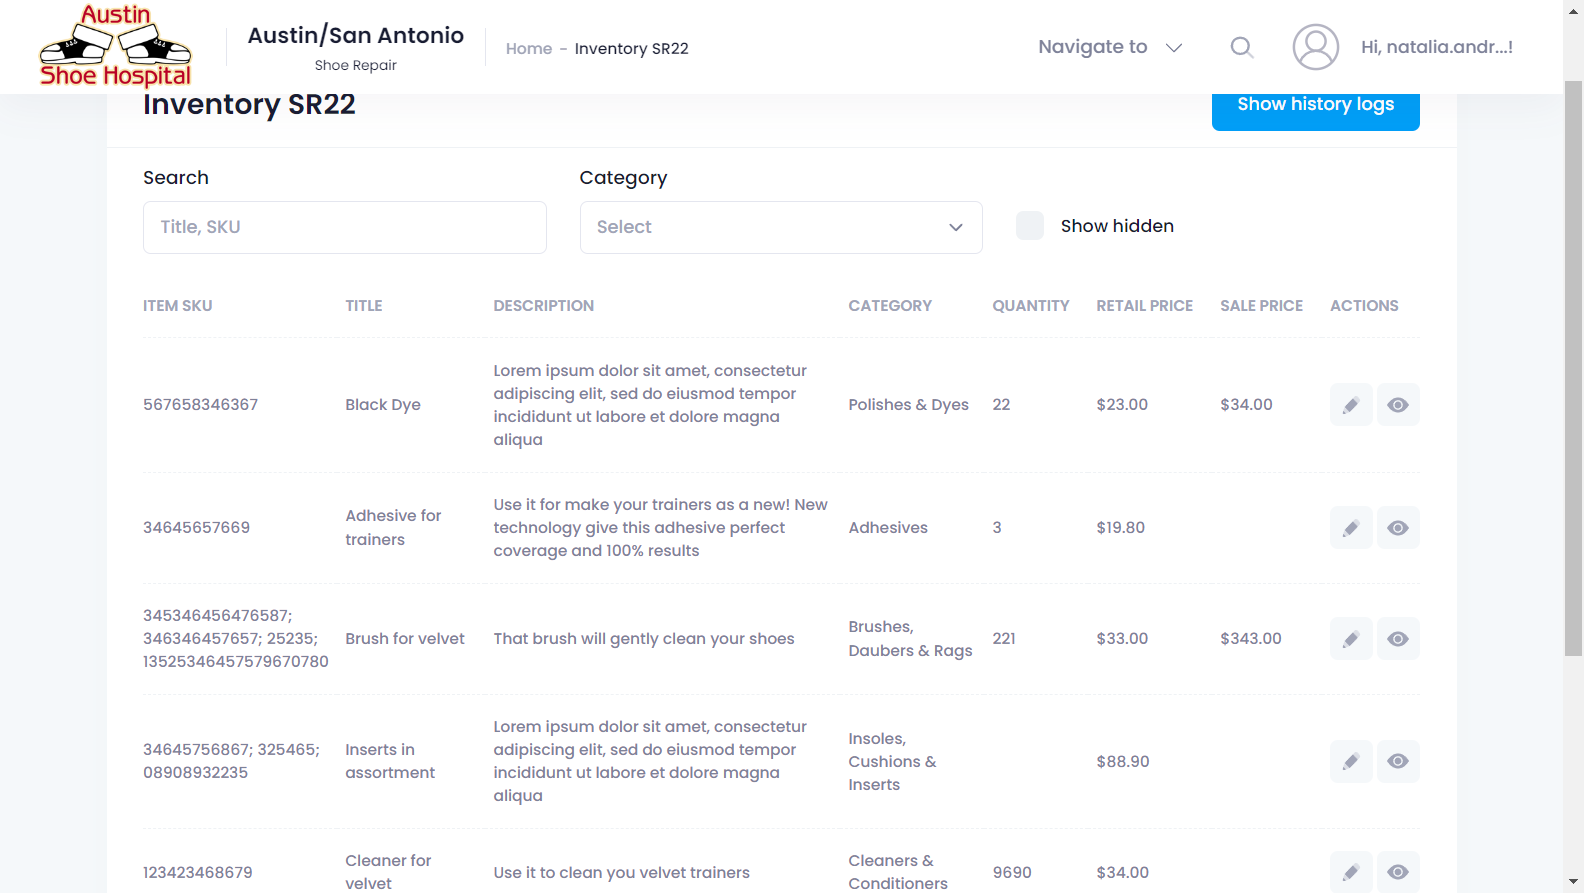 Austin
Shoe Hospital
Austin/San Antonio
Shoe Repair
Home - Inventory SR22
Navigate to
Hi, natalia.andr...!
Inventory SR22
Show history logs
Search
Category
Title, SKU
Select
Show hidden
ITEM SKU TITLE DESCRIPTION CATEGORY QUANTITY RETAIL PRICE SALE PRICE ACTIONS
567658346367
Black Dye
Lorem ipsum dolor sit amet, consectetur
adipiscing elit, sed do eiusmod tempor
incididunt ut labore et dolore magna
aliqua
Polishes & Dyes
22
$23.00
$34.00
34645657669
Adhesive for
trainers
Use it for make your trainers as a new! New
technology give this adhesive perfect
coverage and 100% results
Adhesives
3
$19.80
345346456476587;
346346457657; 25235;
13525346457579670780
Brush for velvet
That brush will gently clean your shoes
Brushes,
Daubers & Rags
221
$33.00
$343.00
34645756867; 325465;
08908932235
Inserts in
assortment
Lorem ipsum dolor sit amet, consectetur
adipiscing elit, sed do eiusmod tempor
incididunt ut labore et dolore magna
aliqua
Insoles,
Cushions &
Inserts
$88.90
123423468679
Cleaner for
velvet
Use it to clean you velvet trainers
Cleaners &
Conditioners
9690
$34.00